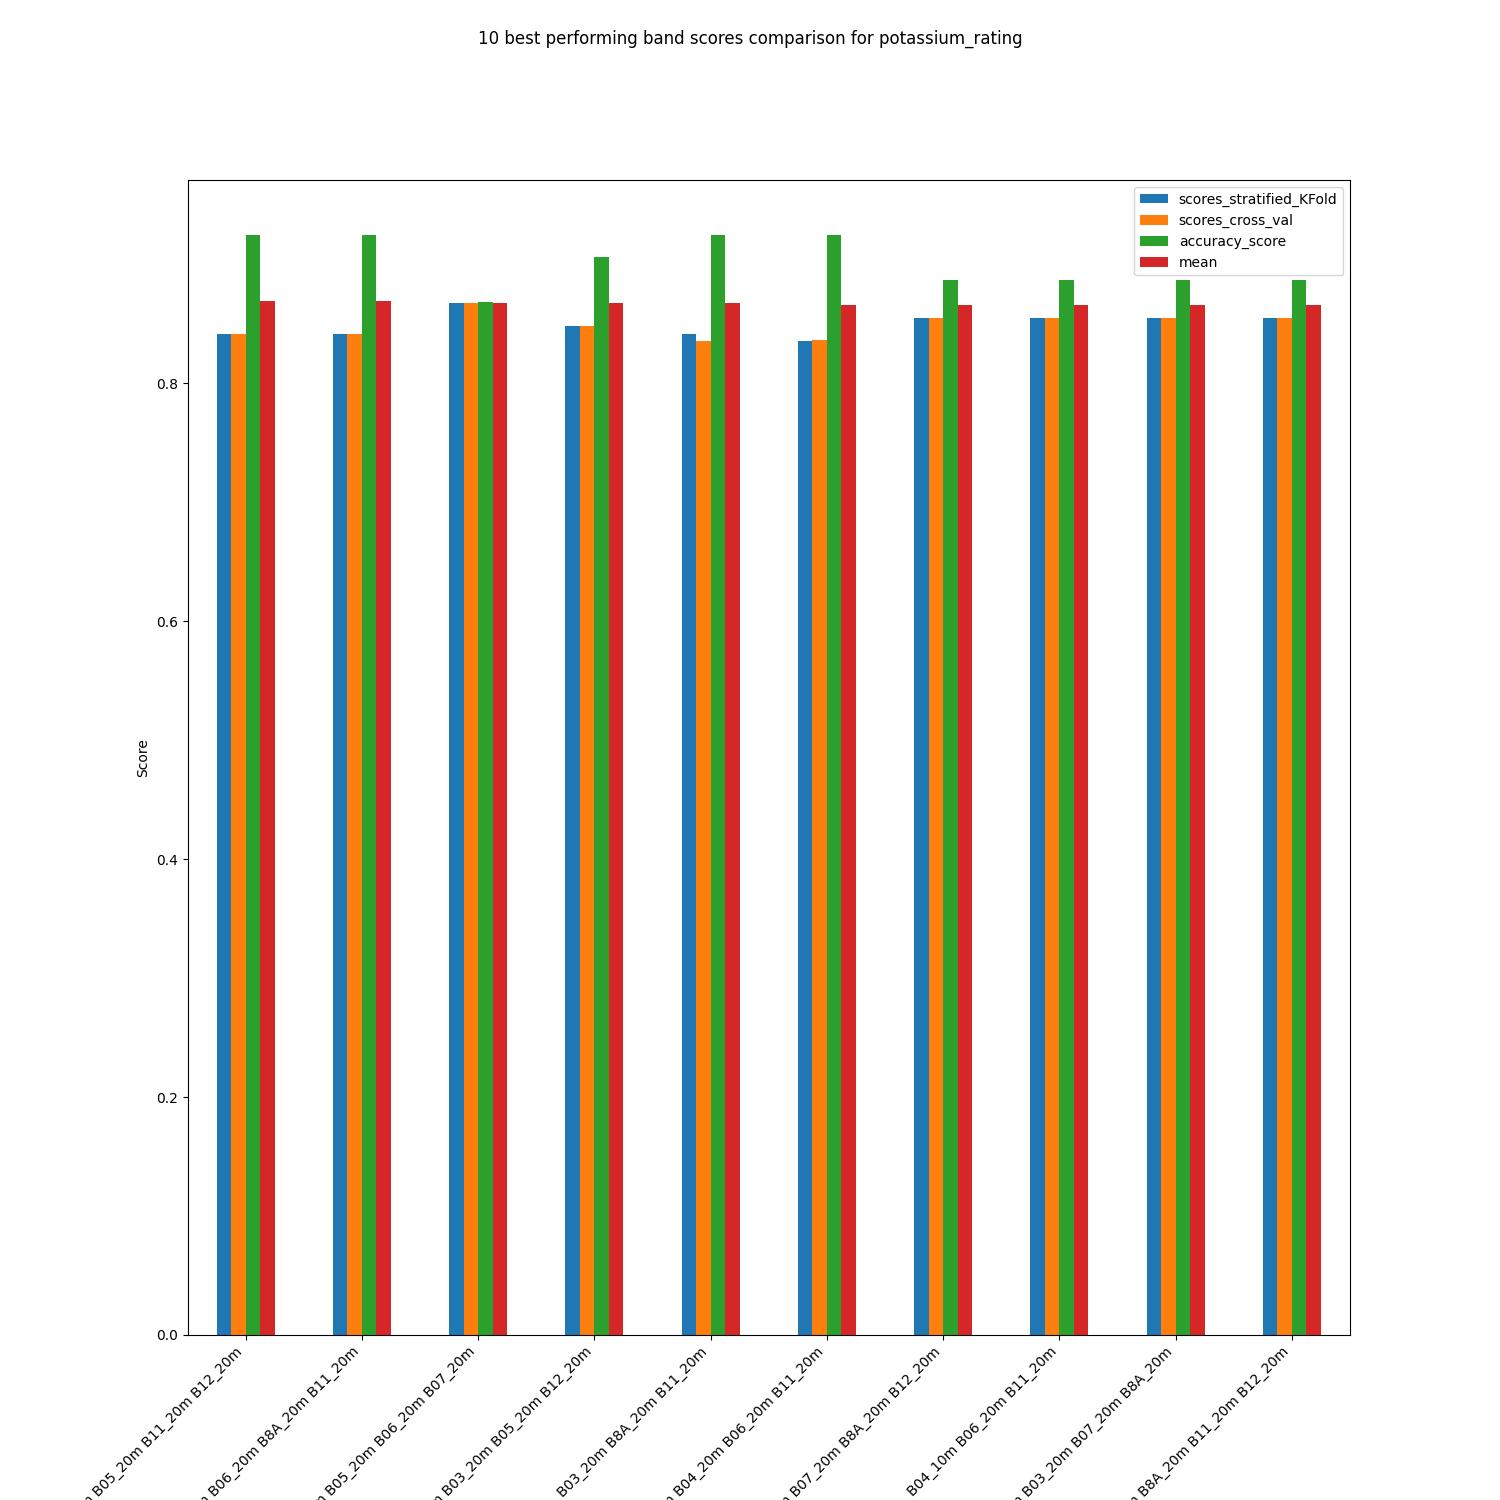 10 best performing band scores comparison for potassium_rating
scores_stratified_KFold
scores_cross_val
accuracy_score
mean
Score
0.8
0.6
0.4
0.2
0.0
B05_20m B11_20m B12_20m
B06_20m B8A_20m B11_20m
B05_20m B06_20m B07_20m
B03_20m B05_20m B12_20m
B03_20m B8A_20m B11_20m
B04_20m B06_20m B11_20m
B07_20m B8A_20m B12_20m
B04_10m B06_20m B11_20m
B03_20m B07_20m B8A_20m
B8A_20m B11_20m B12_20m